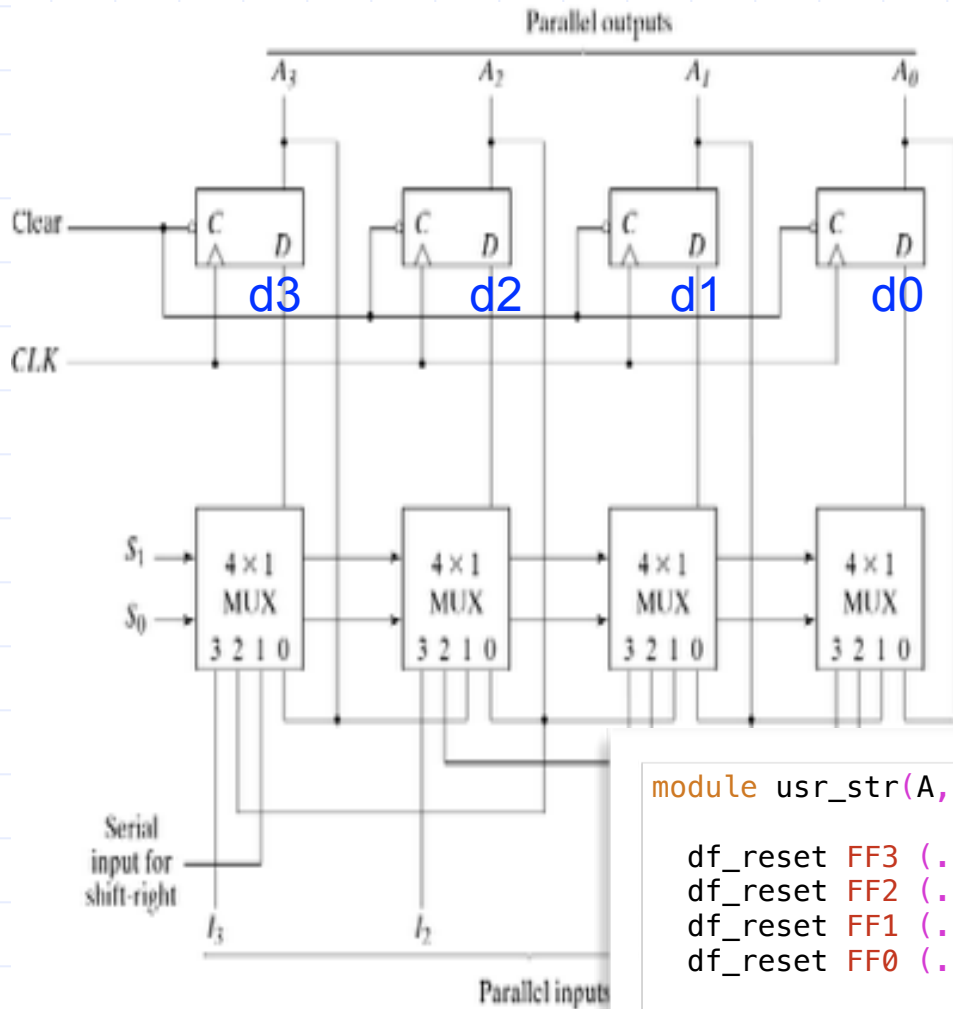 Parallel outputs
A3 A2 A1 A0
Clear
C C C C
D D D D
d3 d2 d1 d0
CLK
S1
S0
4 × 1 4 × 1 4 × 1 4 × 1
MUX MUX MUX MUX
3 2 1 0 3 2 1 0 3 2 1 0 3 2 1 0
Serial
input for
shift-right
I3 I2
Parallel inputs
module usr_str(A,
df_reset FF3 (.
df_reset FF2 (.
df_reset FF1 (.
df_reset FF0 (.